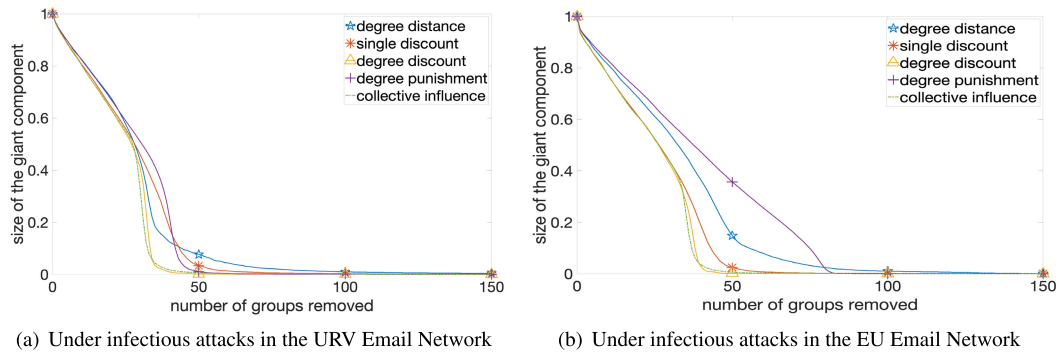 1
0.8
0.6
0.4
0.2
0
0
50
100
150
size of the giant component
number of groups removed
degree distance
single discount
degree discount
degree punishment
collective influence
(a) Under infectious attacks in the URV Email Network
1
0.8
0.6
0.4
0.2
0
0
50
100
150
size of the giant component
number of groups removed
degree distance
single discount
degree discount
degree punishment
collective influence
(b) Under infectious attacks in the EU Email Network